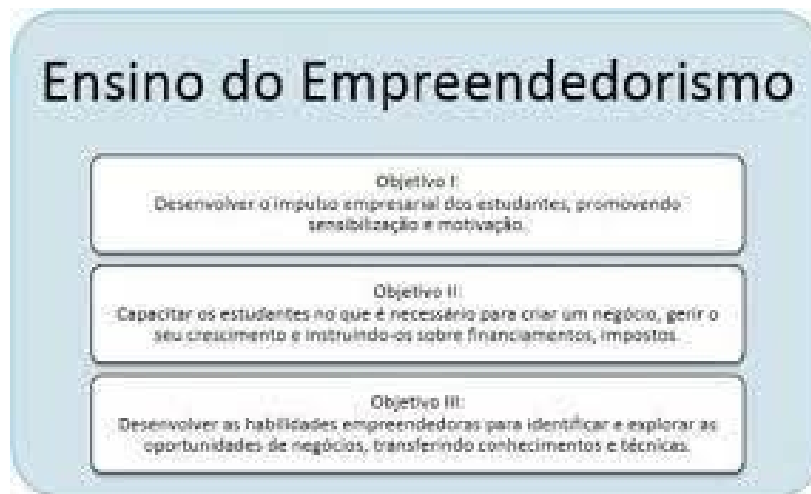 Ensino do Empreendedorismo
Objetivo I:
Desenvolver o impulso empresarial dos estudantes, promovendo
sensibilização e motivação.
Objetivo II:
Capacitar os estudantes no que é necessário para criar um negócio, gerir o
seu crescimento e instruindo-os sobre financiamentos, impostos.
Objetivo III:
Desenvolver as habilidades empreendedoras para identificar e explorar as
oportunidades de negócios, transferindo conhecimentos e técnicas.